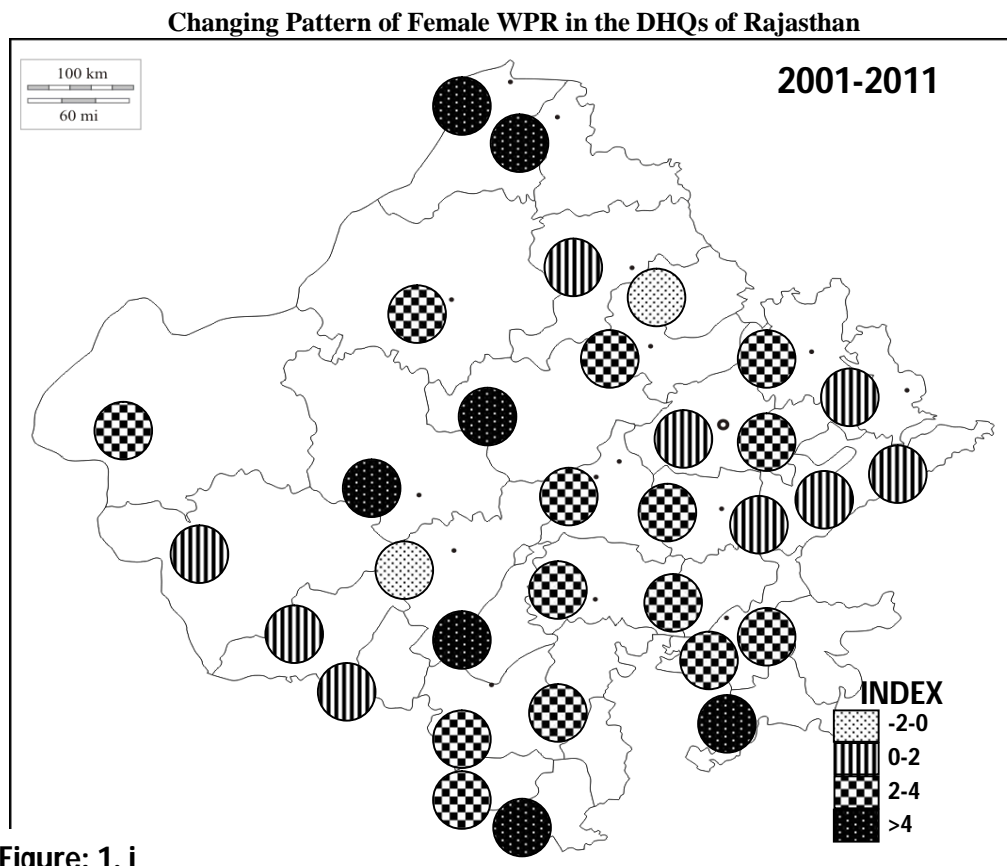 Changing Pattern of Female WPR in the DHQs of Rajasthan
100 km
60 mi
2001-2011
INDEX
-2-0
0-2
2-4
>4
Figure: 1. i